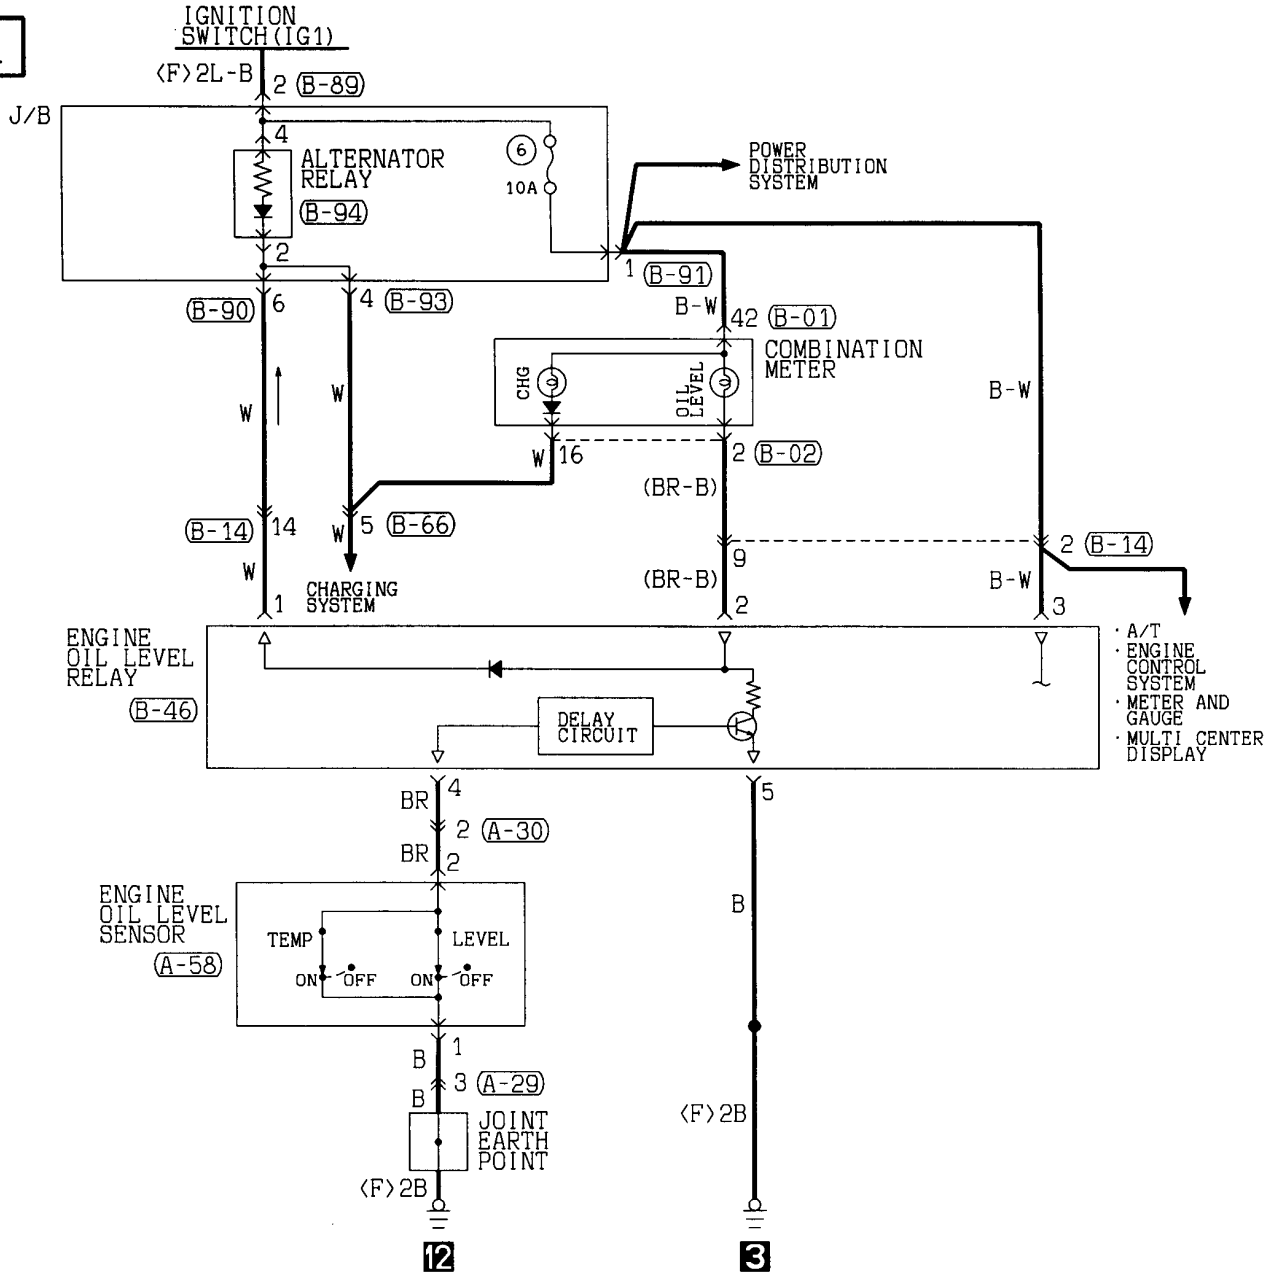 IGNITION
SWITCH(IG1)
<F>2L-B
2 (B-89)
J/B
4
ALTERNATOR
RELAY
(B-94)
6
10A
2
POWER
DISTRIBUTION
SYSTEM
1 (B-91)
(B-90) 6
4 (B-93)
B-W
42 (B-01)
COMBINATION
METER
CHG
OIL
LEVEL
W
W
B-W
W 16
2 (B-02)
(BR-B)
(B-14) 14
W 5 (B-66)
9
2 (B-14)
W
(BR-B)
B-W
CHARGING
SYSTEM
1
2
3
ENGINE
OIL LEVEL
RELAY
(B-46)
DELAY
CIRCUIT
· A/T
· ENGINE
CONTROL
SYSTEM
· METER AND
GAUGE
· MULTI CENTER
DISPLAY
4
5
BR
2 (A-30)
BR 2
ENGINE
OIL LEVEL
SENSOR
(A-58)
TEMP
LEVEL
ON OFF
ON OFF
B
1
B
3 (A-29)
B
JOINT
EARTH
POINT
<F>2B
<F>2B
12
3